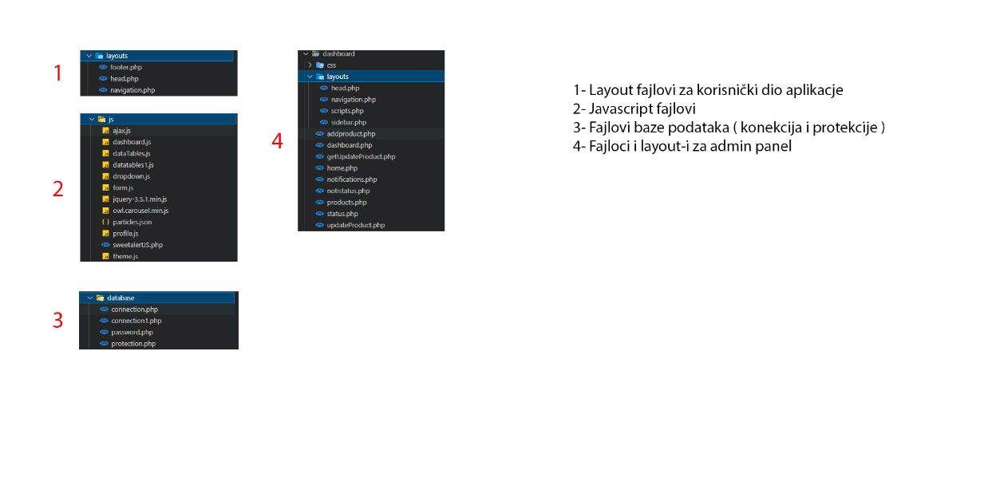 1
layouts
footer.php
head.php
navigation.php
2
js
ajax.js
dashboard.js
dataTables.js
datatables1.js
dropdown.js
form.js
jquery-3.5.1.min.js
owl.carousel.min.js
particles.json
profile.js
sweetalertJS.php
theme.js
3
database
connection.php
connection1.php
password.php
protection.php
4
dashboard
css
layouts
head.php
navigation.php
scripts.php
sidebar.php
addproduct.php
dashboard.php
getUpdateProduct.php
home.php
notifications.php
notistatus.php
products.php
status.php
updateProduct.php
1- Layout fajlovi za korisnički dio aplikacje
2- Javascript fajlovi
3- Fajlovi baze podataka ( konekcija i protekcije )
4- Fajloci i layout-i za admin panel